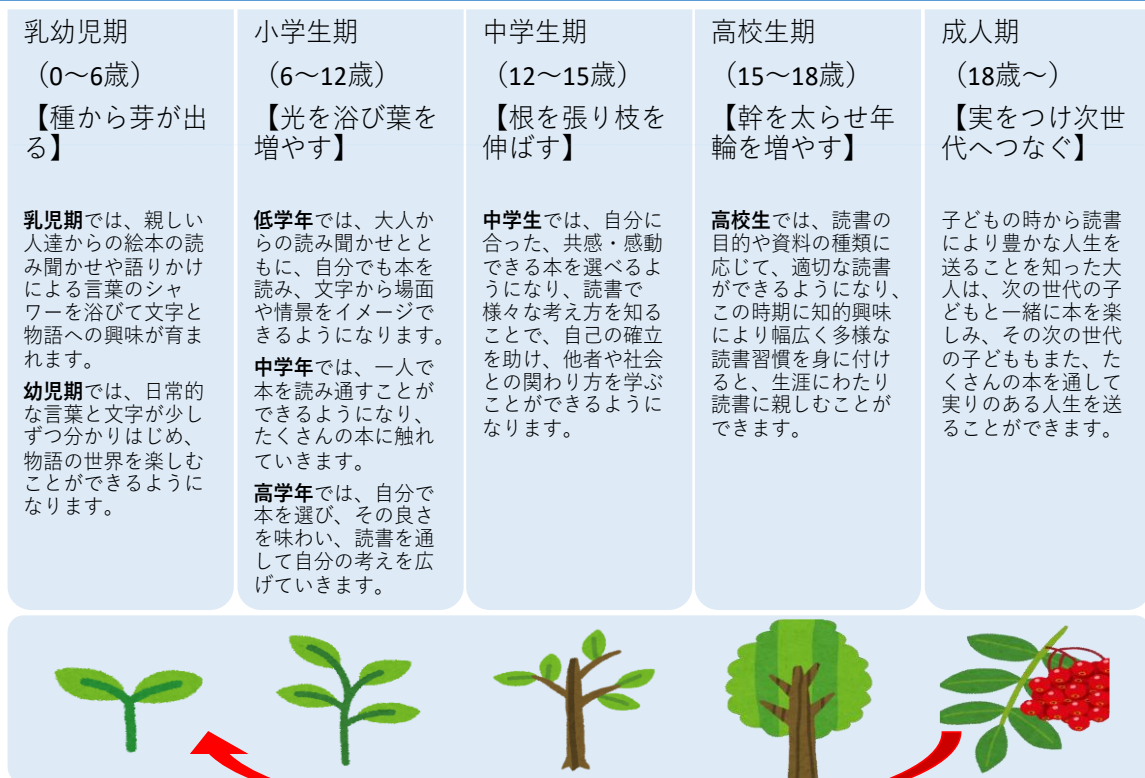 乳幼児期
（0～6歳）
【種から芽が出
る】
乳児期では、親しい
人達からの絵本の読
み聞かせや語りかけ
による言葉のシャ
ワーを浴びて文字と
物語への興味が育ま
れます。
幼児期では、日常的
な言葉と文字が少し
ずつ分かりはじめ、
物語の世界を楽しむ
ことができるように
なります。
小学生期
（6～12歳）
【光を浴び葉を
増やす】
低学年では、大人か
らの読み聞かせとと
もに、自分でも本を
読み、文字から場面
や情景をイメージで
きるようになります。
中学年では、一人で
本を読み通すことが
できるようになり、
たくさんの本に触れ
ていきます。
高学年では、自分で
本を選び、その良さ
を味わい、読書を通
して自分の考えを広
げていきます。
中学生期
（12～15歳）
【根を張り枝を
伸ばす】
中学生では、自分に
合った、共感・感動
できる本を選べるよ
うになり、読書で
様々な考え方を知る
ことで、自己の確立
を助け、他者や社会
との関わり方を学ぶ
ことができるように
なります。
高校生期
（15～18歳）
【幹を太らせ年
輪を増やす】
高校生では、読書の
目的や資料の種類に
応じて、適切な読書
ができるようになり、
この時期に知的興味
により幅広く多様な
読書習慣を身に付け
ると、生涯にわたり
読書に親しむことが
できます。
成人期
（18歳～）
【実をつけ次世
代へつなぐ】
子どもの時から読書
により豊かな人生を
送ることを知った大
人は、次の世代の子
どもと一緒に本を楽
しみ、その次の世代
の子どももまた、た
くさんの本を通して
実りのある人生を送
ることができます。